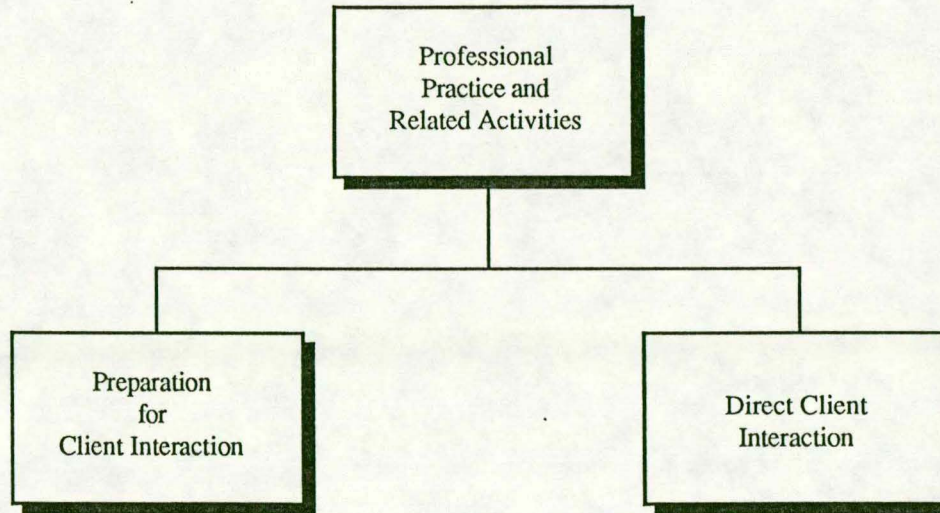 Professional
Practice and
Related Activities
Preparation
for
Client Interaction
Direct Client
Interaction